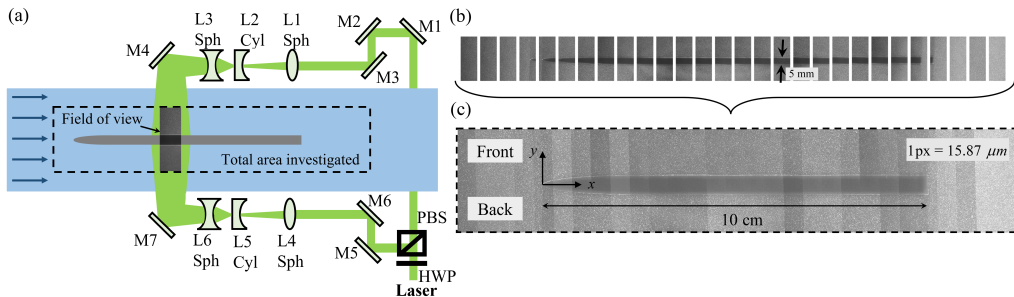 (a)
L3 L2 L1
Sph Cyl Sph
M2 M1
M4
M3
Field of view
Total area investigated
M7
L6 L5 L4
Sph Cyl Sph
M6
M5
PBS
HWP
Laser
(b)
5 mm
(c)
Front
Back
y
x
10 cm
1px = 15.87 μm